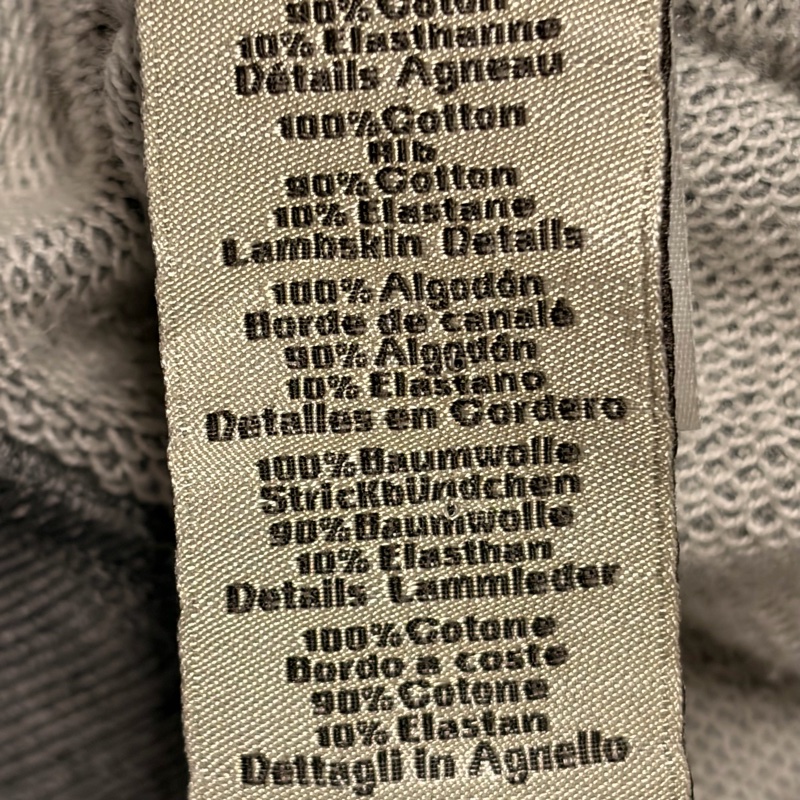 90% Coton
10% Elasthanne
Détails Agneau
100% Cotton
Rib
90% Cotton
10% Elastane
Lambskin Details
100% Algodón
Borde de canalé
90% Algodón
10% Elastano
Detalles en Cordero
100% Baumwolle
Strickbündchen
90% Baumwolle
10% Elasthan
Details Lammleder
100% Cotone
Bordo a coste
90% Cotone
10% Elastan
Dettagli in Agnello